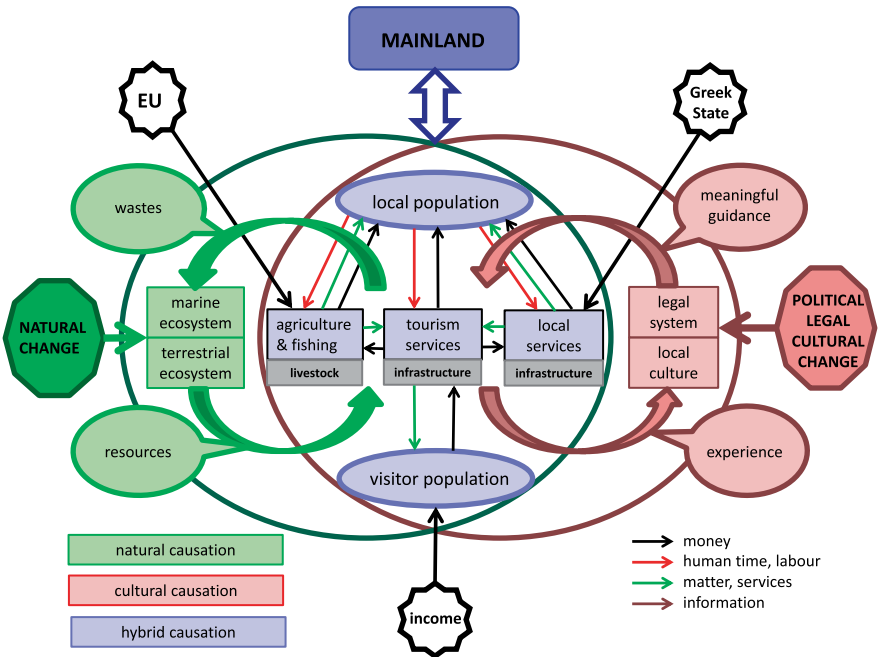 MAINLAND
EU
Greek
State
wastes
local population
meaningful
guidance
NATURAL
CHANGE
marine
ecosystem
terrestrial
ecosystem
agriculture
& fishing
livestock
tourism
services
infrastructure
local
services
infrastructure
legal
system
local
culture
POLITICAL
LEGAL
CULTURAL
CHANGE
resources
visitor population
experience
natural causation
cultural causation
hybrid causation
income
money
human time, labour
matter, services
information